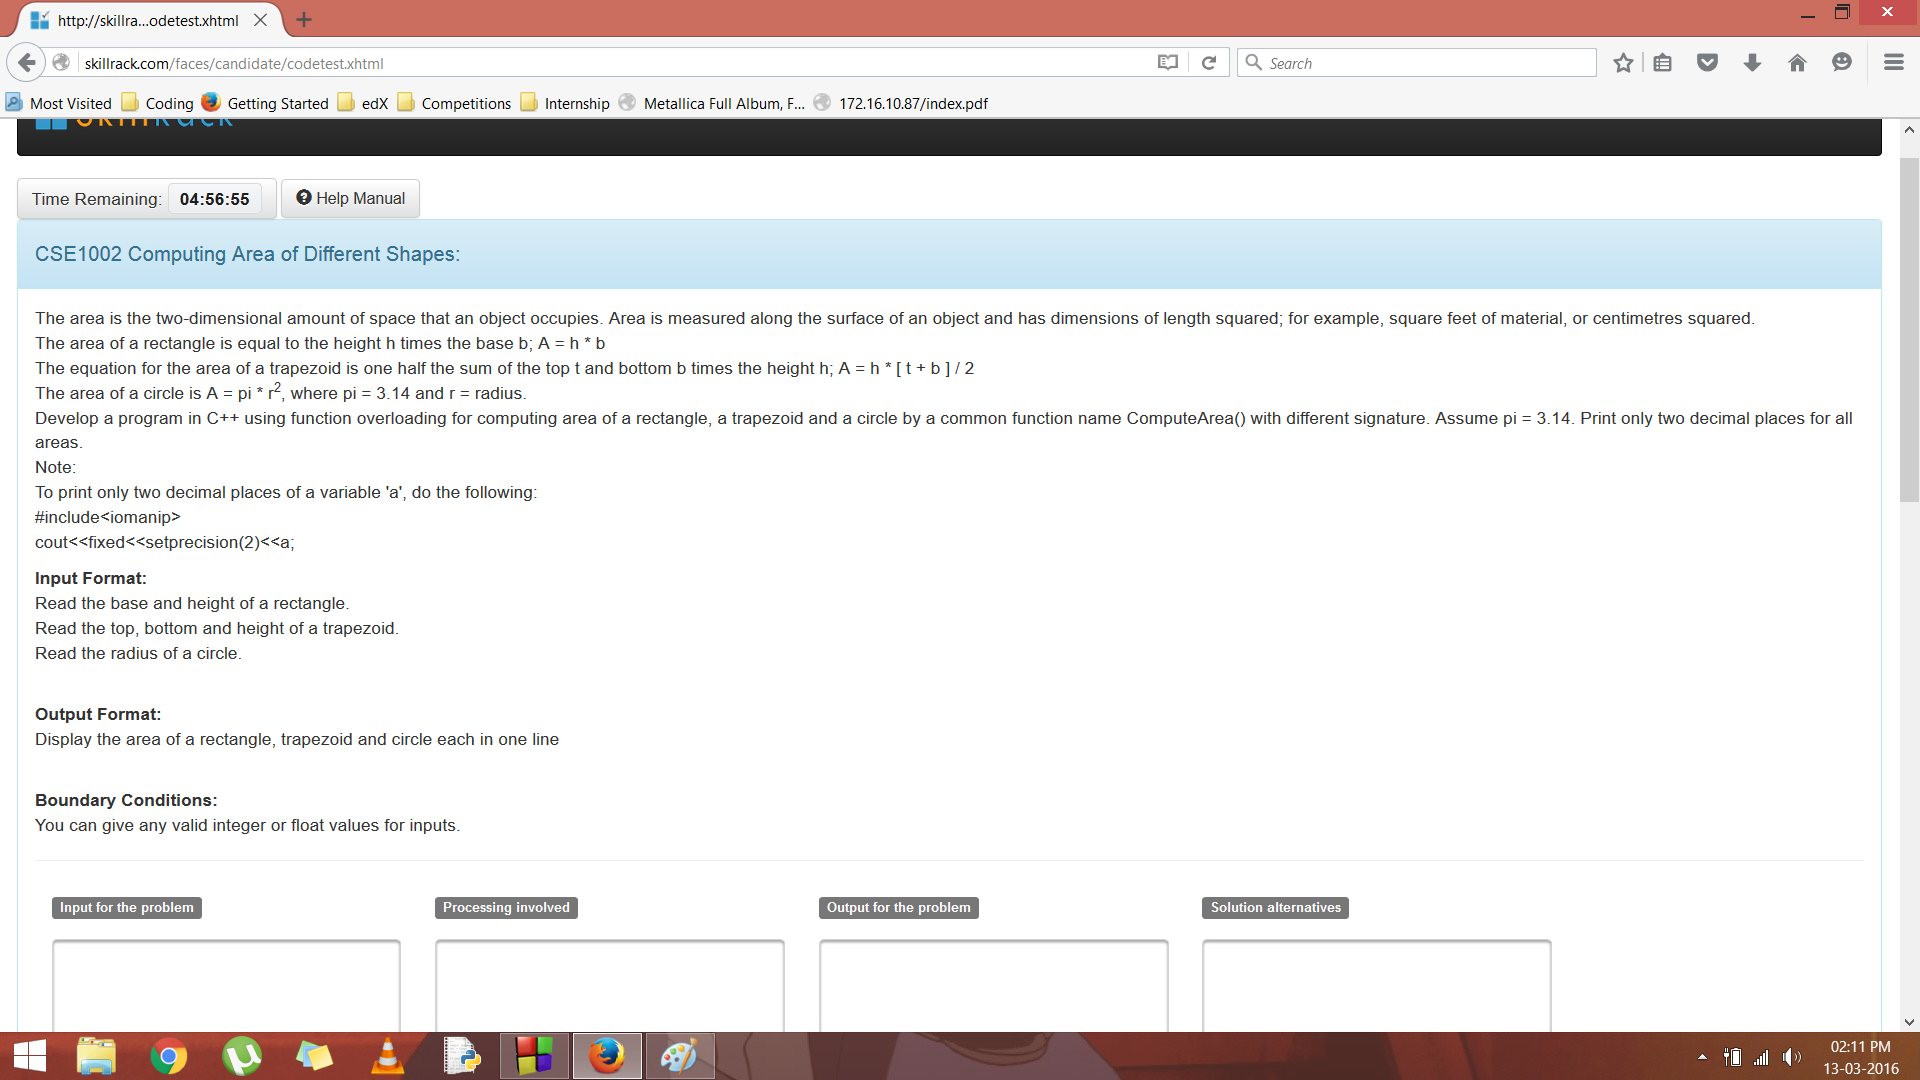 http://skillra...odetest.xhtml
skillrack.com/faces/candidate/codetest.xhtml
Search
Most Visited Coding Getting Started edX Competitions Internship Metallica Full Album, F... 172.16.10.87/index.pdf
Time Remaining: 04:56:55 Help Manual
CSE1002 Computing Area of Different Shapes:
The area is the two-dimensional amount of space that an object occupies. Area is measured along the surface of an object and has dimensions of length squared; for example, square feet of material, or centimetres squared.
The area of a rectangle is equal to the height h times the base b; A = h * b
The equation for the area of a trapezoid is one half the sum of the top t and bottom b times the height h; A = h * [ t + b ] / 2
The area of a circle is A = pi * r2, where pi = 3.14 and r = radius.
Develop a program in C++ using function overloading for computing area of a rectangle, a trapezoid and a circle by a common function name ComputeArea() with different signature. Assume pi = 3.14. Print only two decimal places for all
areas.
Note:
To print only two decimal places of a variable 'a', do the following:
#include<iomanip>
cout<<fixed<<setprecision(2)<<a;
Input Format:
Read the base and height of a rectangle.
Read the top, bottom and height of a trapezoid.
Read the radius of a circle.
Output Format:
Display the area of a rectangle, trapezoid and circle each in one line
Boundary Conditions:
You can give any valid integer or float values for inputs.
Input for the problem Processing involved Output for the problem Solution alternatives
02:11 PM
13-03-2016